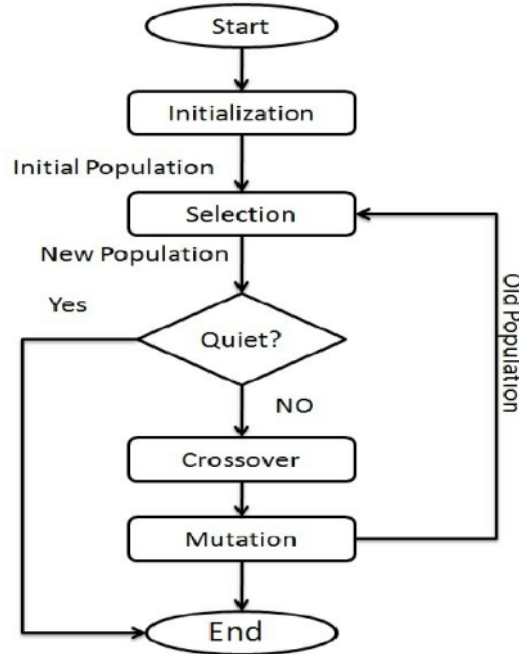 Start
Initialization
Initial Population
Selection
New Population
Yes
Quiet?
Old Population
NO
Crossover
Mutation
End